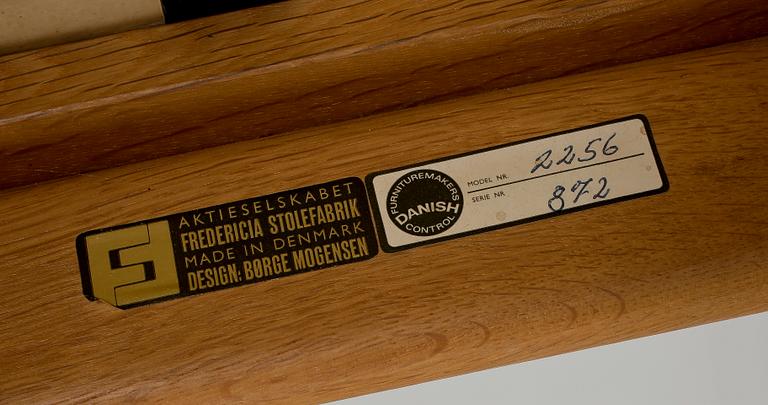 AKTIESELSKABET
FREDERICIA STOLEFABRIK
MADE IN DENMARK
DESIGN: BØRGE MOGENSEN
FURNITUREMAKERS
DANISH
CONTROL
MODEL NR. 2256
SERIE NR. 872